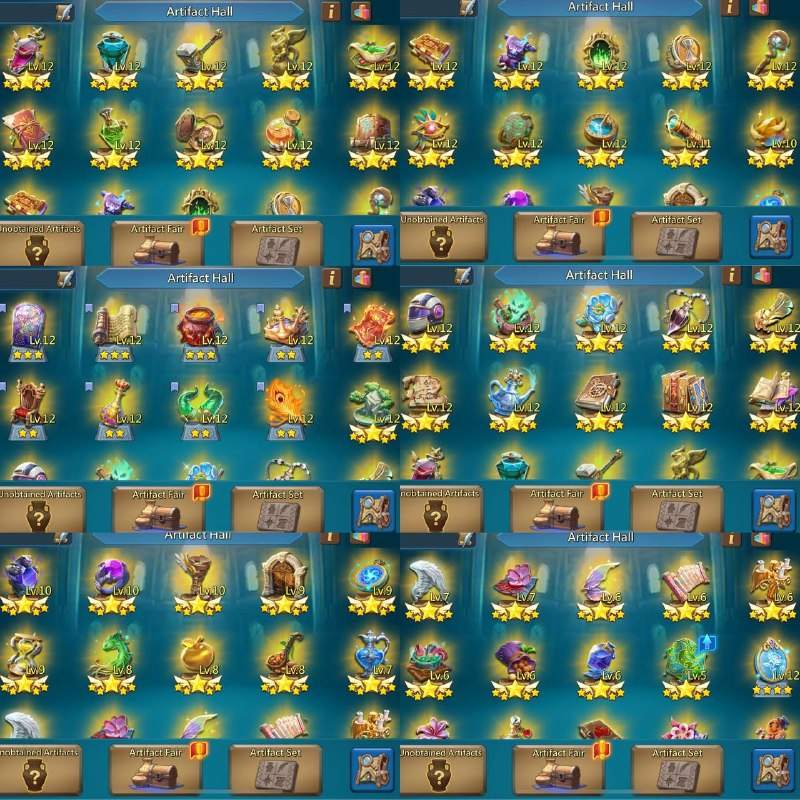 Artifact Hall
Lv.12 Lv.12 Lv.12 Lv.12 Lv.12
Lv.12 Lv.12 Lv.12 Lv.12 Lv.12
Unobtained Artifacts
?
Artifact Fair
Artifact Set
Artifact Hall
i
Lv.12 Lv.12 Lv.12 Lv.12 Lv.12
Lv.12 Lv.12 Lv.12 Lv.11 Lv.10
Unobtained Artifacts
?
Artifact Fair
Artifact Set
Artifact Hall
i
Lv.12 Lv.12 Lv.12 Lv.12 Lv.12
Lv.12 Lv.12 Lv.12 Lv.12 Lv.12
Unobtained Artifacts
?
Artifact Fair
Artifact Set
Artifact Hall
i
Lv.12 Lv.12 Lv.12 Lv.12 Lv.12
Lv.12 Lv.12 Lv.12 Lv.12 Lv.12
nobtained Artifacts
?
Artifact Fair
Artifact Set
Artifact Hall
Lv.10 Lv.10 Lv.10 Lv.9 Lv.9
Lv.9 Lv.8 Lv.8 Lv.8 Lv.7
nobtained Artifacts
?
Artifact Fair
Artifact Set
Artifact Hall
i
Lv.7 Lv.7 Lv.6 Lv.6
Lv.6 Lv.6 Lv.6 Lv.5 Lv.12
Unobtained Artifacts
?
Artifact Fair
Artifact Set